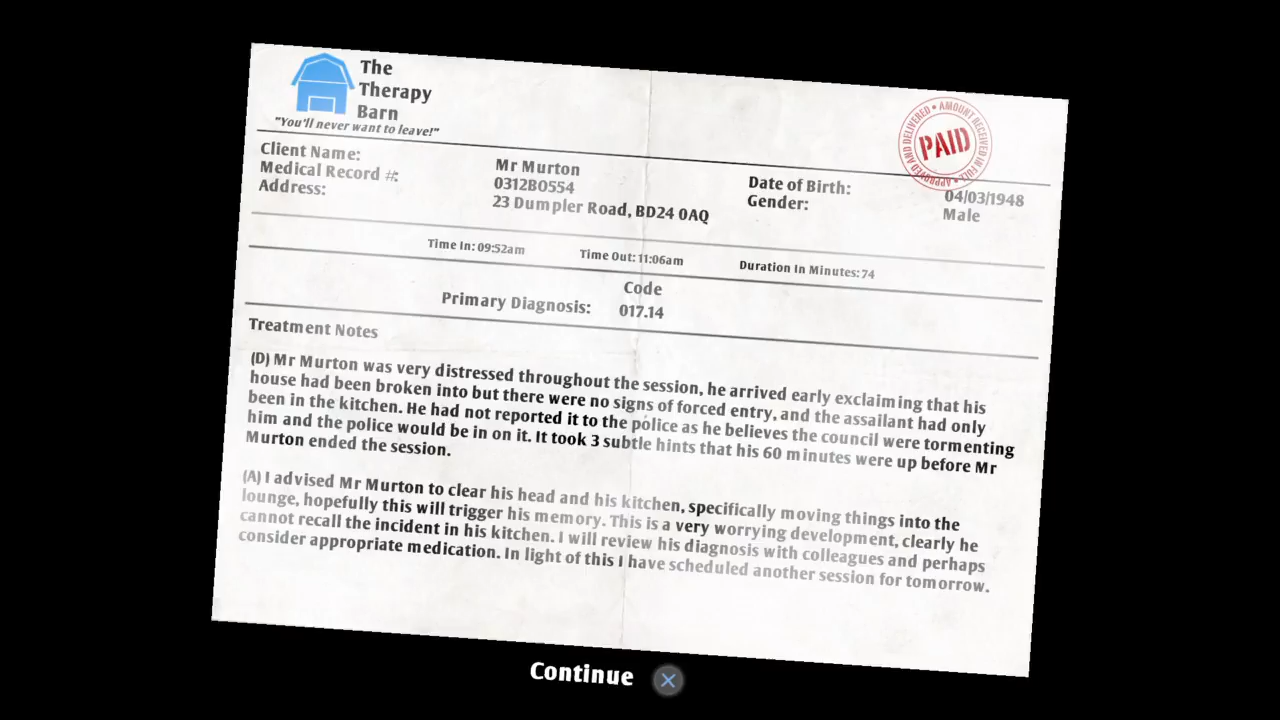 The
Therapy
Barn
"You'll never want to leave!"
APPROVED AND DELIVERED • AMOUNT RECEIVED IN FULL •
PAID
Client Name: Mr Murton Date of Birth: 04/03/1948
Medical Record #: 0312B0554 Gender: Male
Address: 23 Dumpler Road, BD24 0AQ
Time In: 09:52am Time Out: 11:06am Duration In Minutes: 74
Code
Primary Diagnosis: 017.14
Treatment Notes
(D) Mr Murton was very distressed throughout the session, he arrived early exclaiming that his
house had been broken into but there were no signs of forced entry, and the assailant had only
been in the kitchen. He had not reported it to the police as he believes the council were tormenting
him and the police would be in on it. It took 3 subtle hints that his 60 minutes were up before Mr
Murton ended the session.
(A) I advised Mr Murton to clear his head and his kitchen, specifically moving things into the
lounge, hopefully this will trigger his memory. This is a very worrying development, clearly he
cannot recall the incident in his kitchen. I will review his diagnosis with colleagues and perhaps
consider appropriate medication. In light of this I have scheduled another session for tomorrow.
Continue